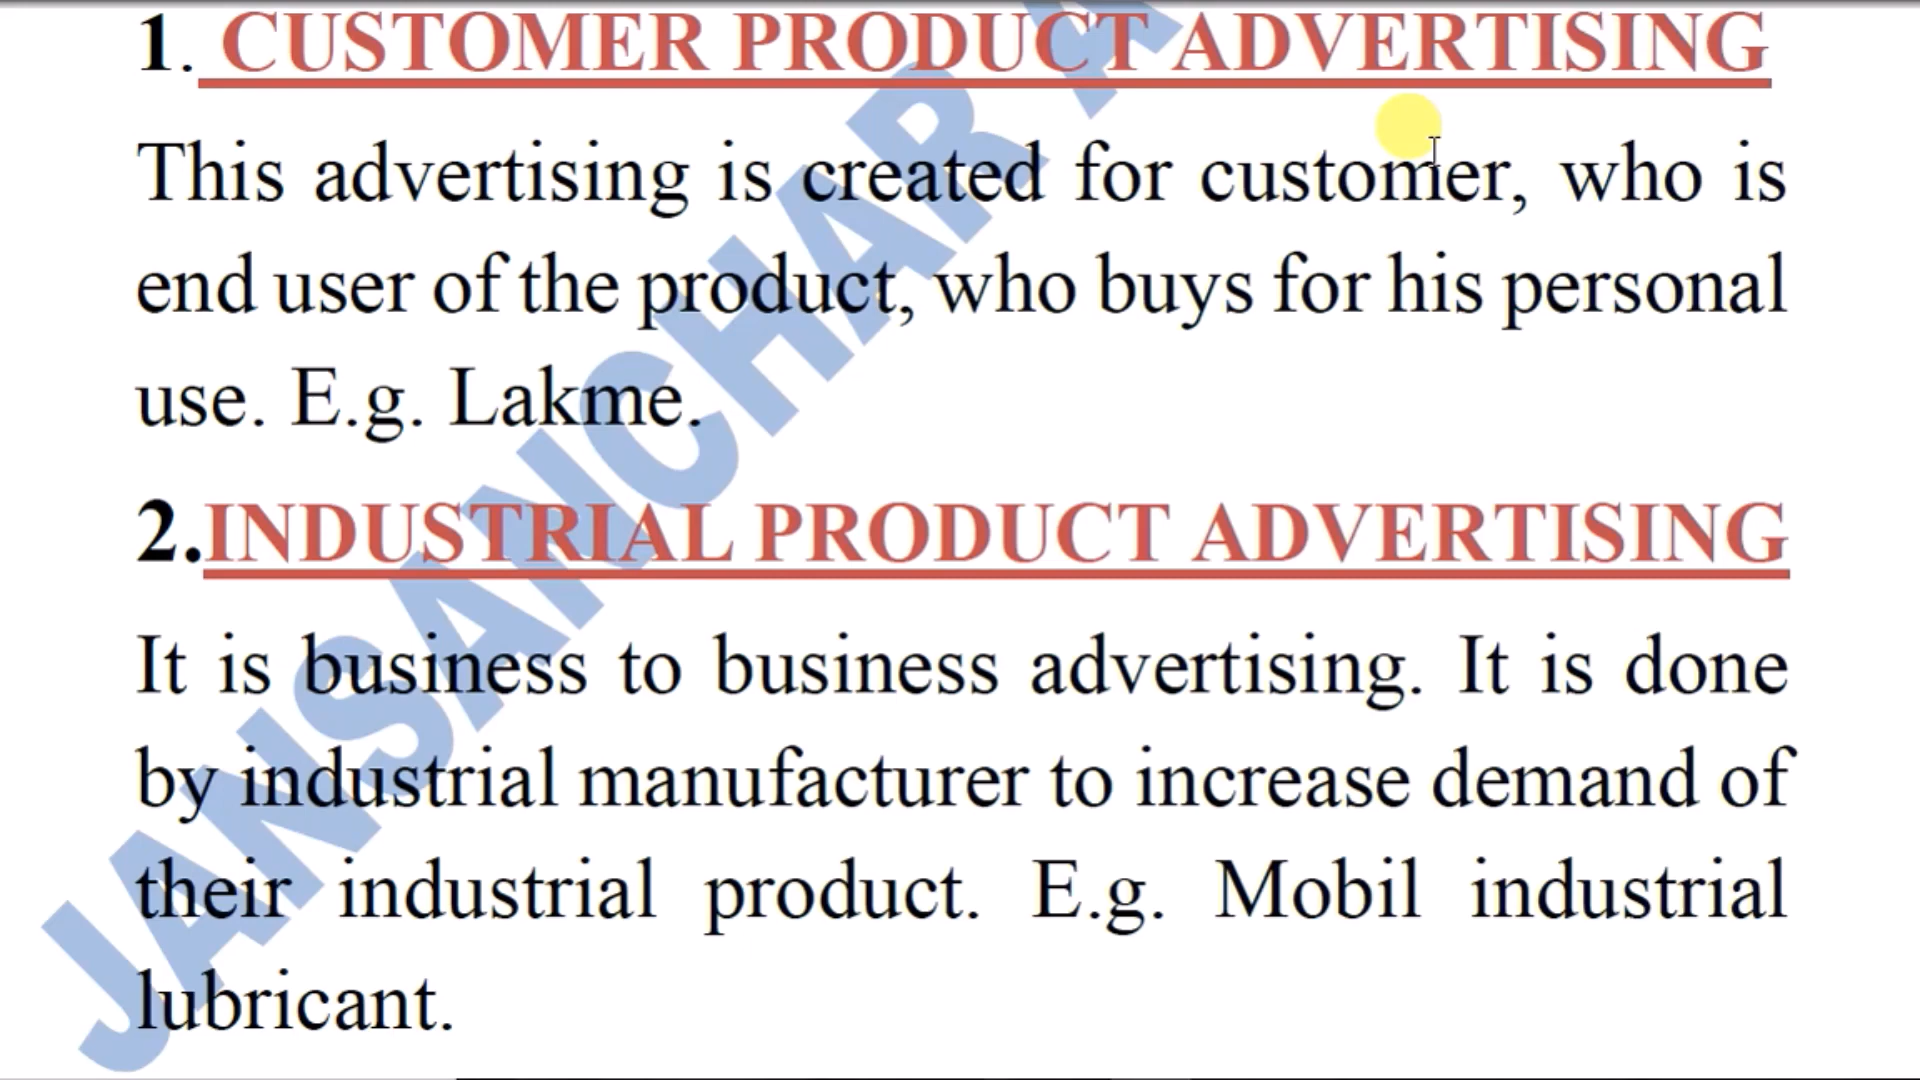 1. CUSTOMER PRODUCT ADVERTISING
This advertising is created for customer, who is
end user of the product, who buys for his personal
use. E.g. Lakme.
2.INDUSTRIAL PRODUCT ADVERTISING
It is business to business advertising. It is done
by industrial manufacturer to increase demand of
their industrial product. E.g. Mobil industrial
lubricant.
JANSANCHAR A